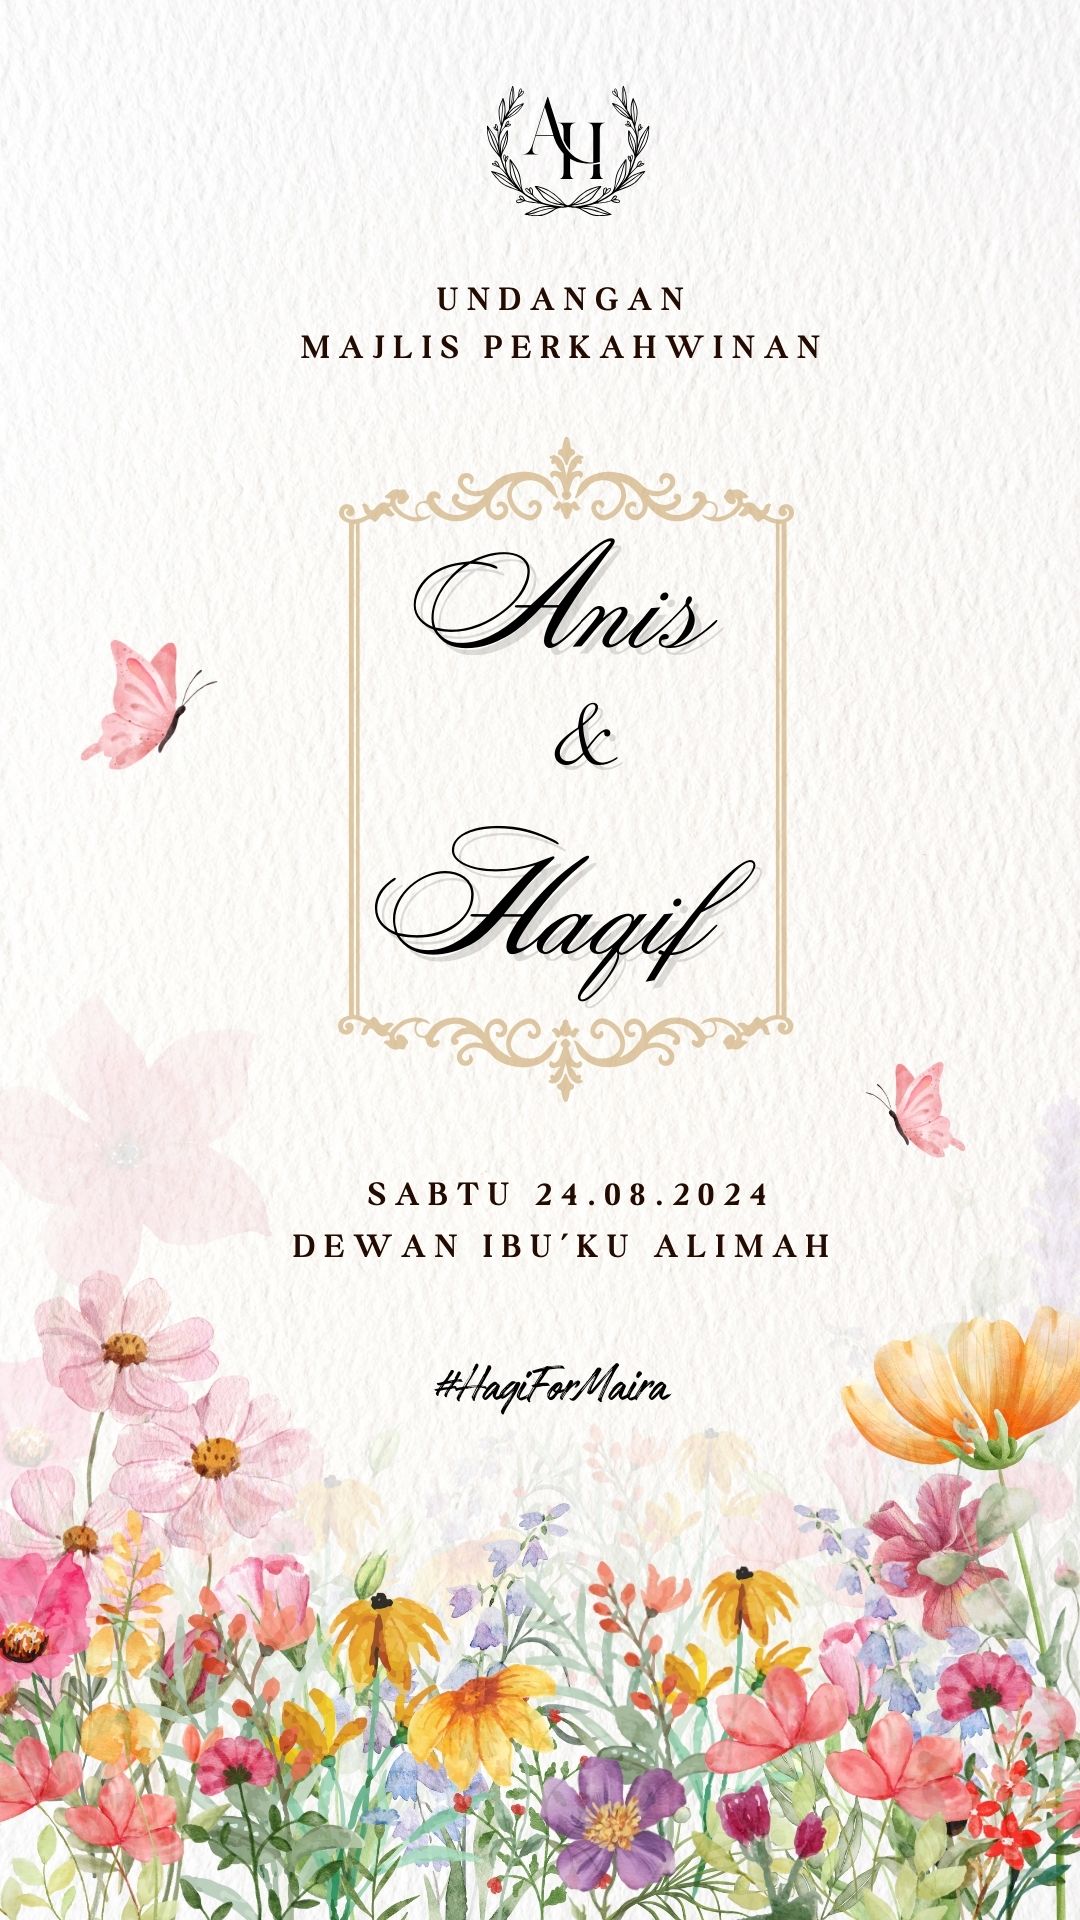 AH
UNDANGAN
MAJLIS PERKAHWINAN
Anis
&
Haqif
SABTU 24.08.2024
DEWAN IBU´KU ALIMAH
#HaqiForMaira